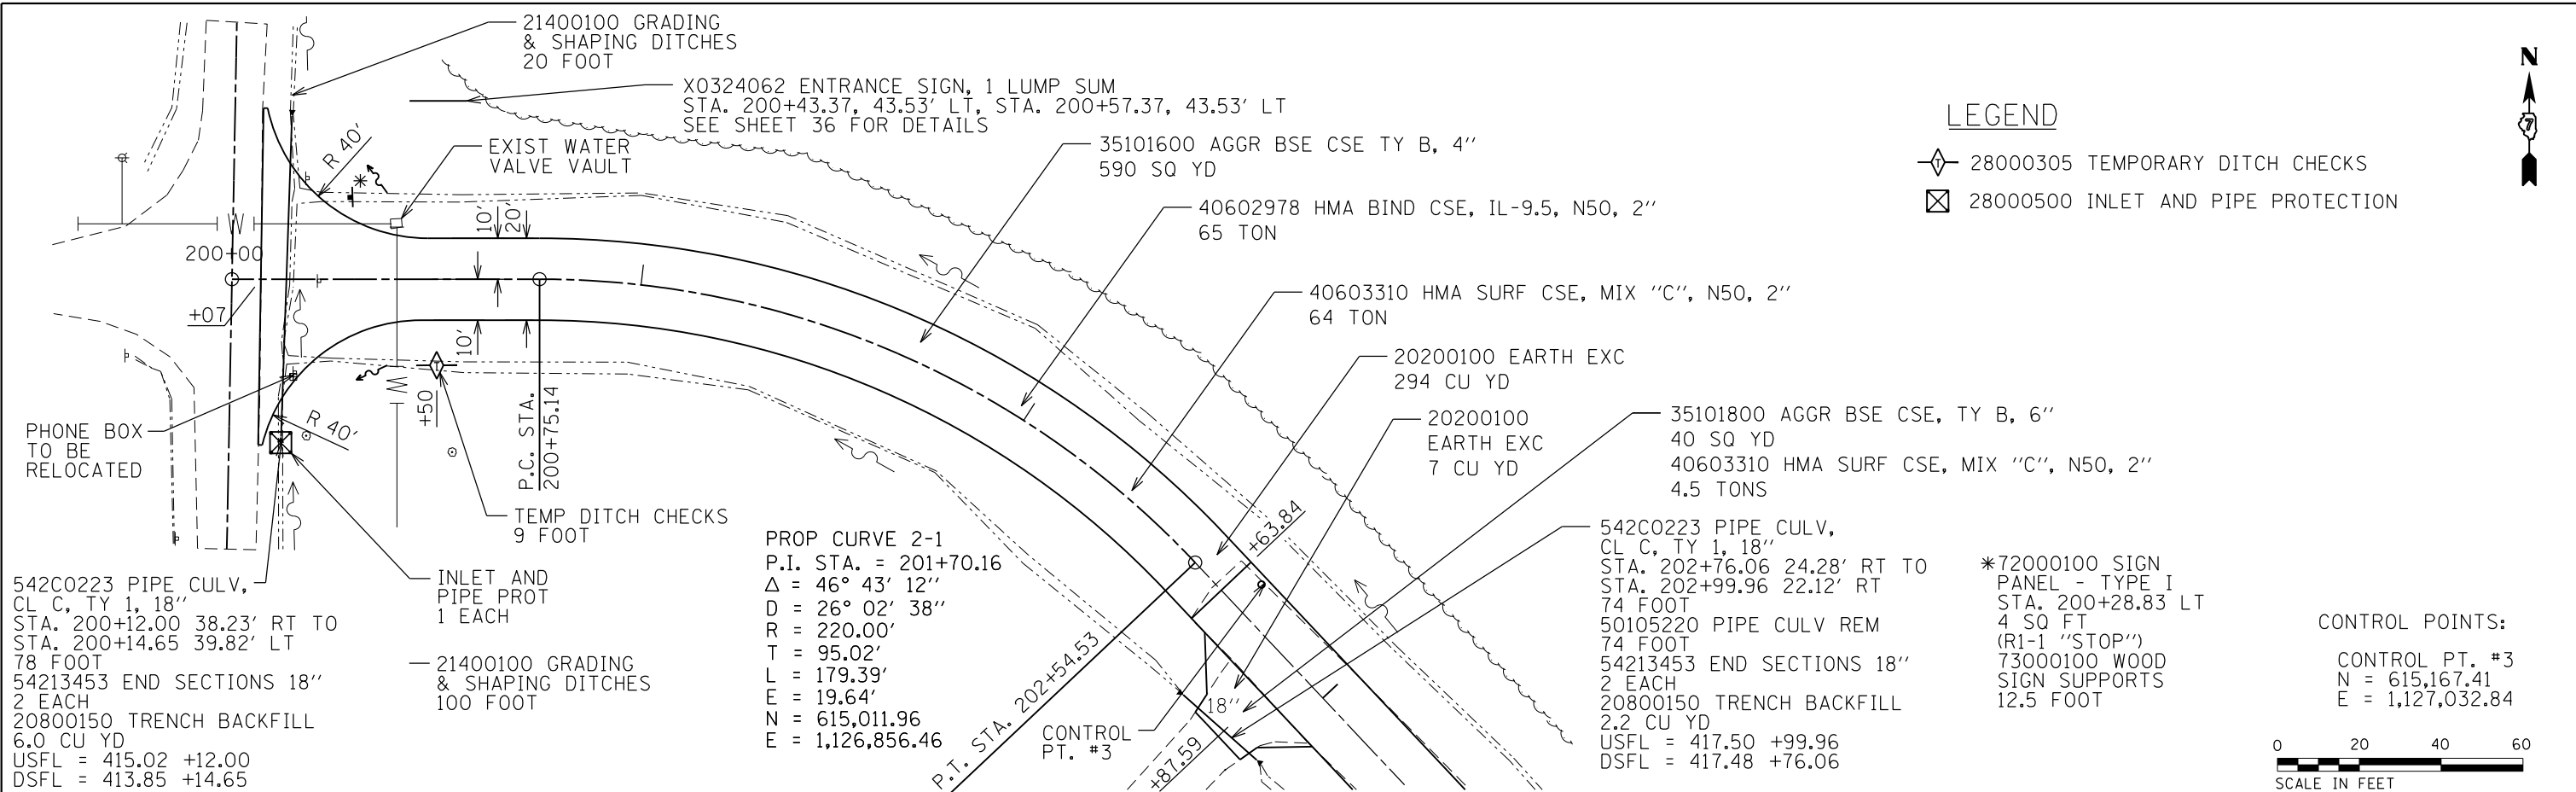 21400100 GRADING
& SHAPING DITCHES
20 FOOT
X0324062 ENTRANCE SIGN, 1 LUMP SUM
STA. 200+43.37, 43.53' LT, STA. 200+57.37, 43.53' LT
SEE SHEET 36 FOR DETAILS
EXIST WATER
VALVE VAULT
R 40'
35101600 AGGR BSE CSE TY B, 4''
590 SQ YD
40602978 HMA BIND CSE, IL-9.5, N50, 2''
65 TON
40603310 HMA SURF CSE, MIX "C", N50, 2''
64 TON
20200100 EARTH EXC
294 CU YD
20200100
EARTH EXC
7 CU YD
35101800 AGGR BSE CSE, TY B, 6''
40 SQ YD
40603310 HMA SURF CSE, MIX "C", N50, 2''
4.5 TONS
LEGEND
T 28000305 TEMPORARY DITCH CHECKS
28000500 INLET AND PIPE PROTECTION
N
7
200+00
+07
10'
20'
10'
*
T
+50
P.C. STA.
200+75.14
R 40'
PHONE BOX
TO BE
RELOCATED
TEMP DITCH CHECKS
9 FOOT
INLET AND
PIPE PROT
1 EACH
21400100 GRADING
& SHAPING DITCHES
100 FOOT
542C0223 PIPE CULV,
CL C, TY 1, 18''
STA. 200+12.00 38.23' RT TO
STA. 200+14.65 39.82' LT
78 FOOT
54213453 END SECTIONS 18''
2 EACH
20800150 TRENCH BACKFILL
6.0 CU YD
USFL = 415.02 +12.00
DSFL = 413.85 +14.65
PROP CURVE 2-1
P.I. STA. = 201+70.16
Δ = 46° 43' 12''
D = 26° 02' 38''
R = 220.00'
T = 95.02'
L = 179.39'
E = 19.64'
N = 615,011.96
E = 1,126,856.46
P.T. STA. 202+54.53
+63.84
18''
+87.59
CONTROL
PT. #3
542C0223 PIPE CULV,
CL C, TY 1, 18''
STA. 202+76.06 24.28' RT TO
STA. 202+99.96 22.12' RT
74 FOOT
50105220 PIPE CULV REM
74 FOOT
54213453 END SECTIONS 18''
2 EACH
20800150 TRENCH BACKFILL
2.2 CU YD
USFL = 417.50 +99.96
DSFL = 417.48 +76.06
*72000100 SIGN
PANEL - TYPE I
STA. 200+28.83 LT
4 SQ FT
(R1-1 "STOP")
73000100 WOOD
SIGN SUPPORTS
12.5 FOOT
CONTROL POINTS:
CONTROL PT. #3
N = 615,167.41
E = 1,127,032.84
0 20 40 60
SCALE IN FEET